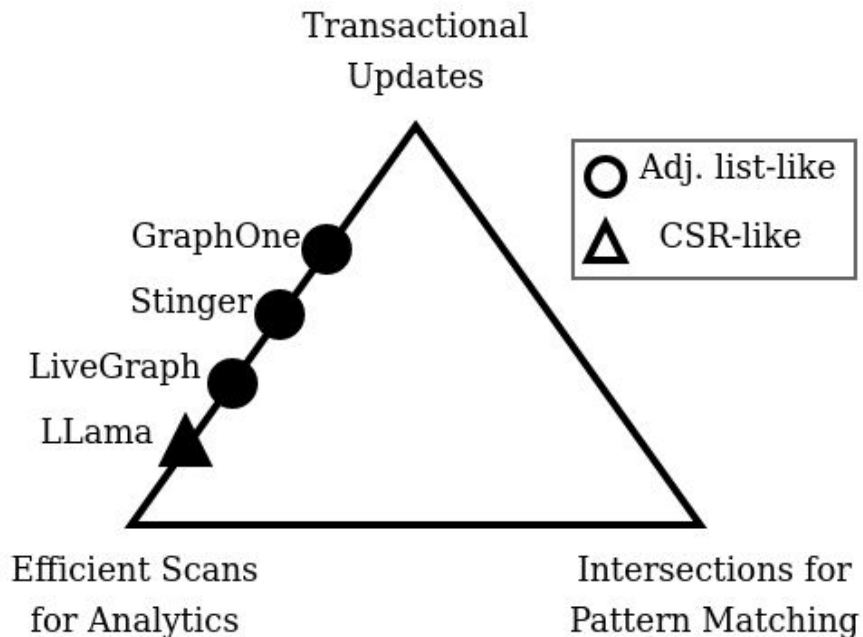 Transactional
Updates
Adj. list-like
CSR-like
GraphOne
Stinger
LiveGraph
LLama
Efficient Scans
for Analytics
Intersections for
Pattern Matching